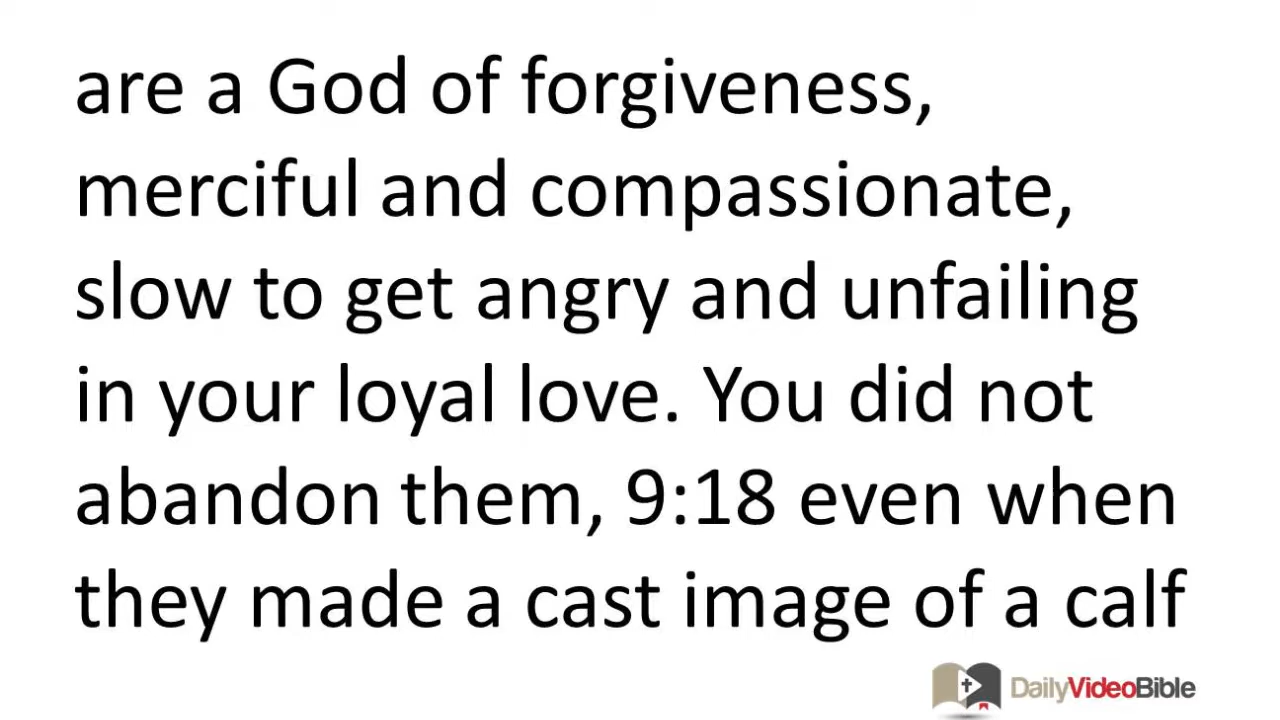 are a God of forgiveness,
merciful and compassionate,
slow to get angry and unfailing
in your loyal love. You did not
abandon them, 9:18 even when
they made a cast image of a calf
DailyVideoBible